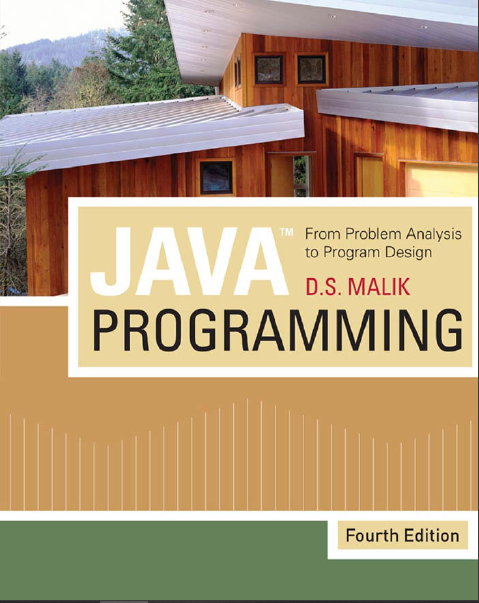 JAVA™
From Problem Analysis
to Program Design
D.S. MALIK
PROGRAMMING
Fourth Edition